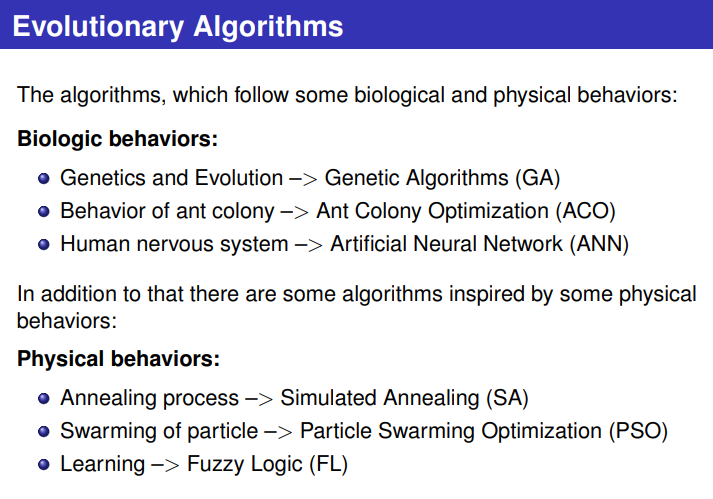 Evolutionary Algorithms
The algorithms, which follow some biological and physical behaviors:
Biologic behaviors:
Genetics and Evolution –> Genetic Algorithms (GA)
Behavior of ant colony –> Ant Colony Optimization (ACO)
Human nervous system –> Artificial Neural Network (ANN)
In addition to that there are some algorithms inspired by some physical
behaviors:
Physical behaviors:
Annealing process –> Simulated Annealing (SA)
Swarming of particle –> Particle Swarming Optimization (PSO)
Learning –> Fuzzy Logic (FL)